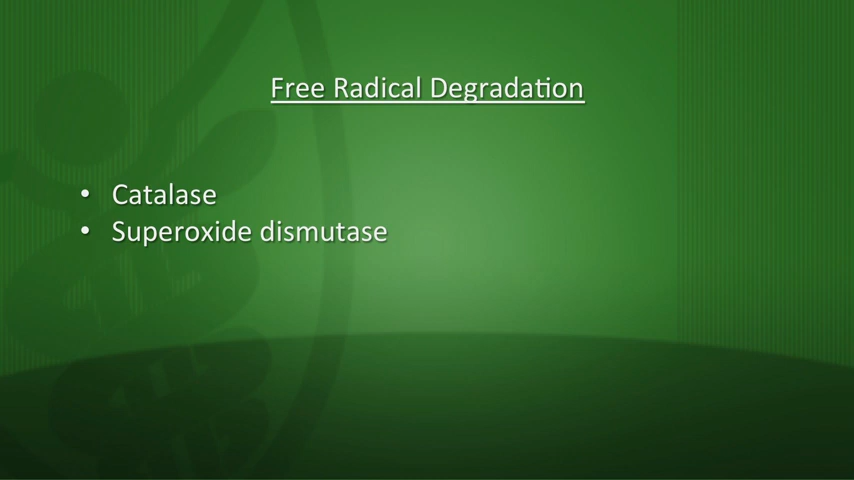 Free Radical Degradation
• Catalase
• Superoxide dismutase